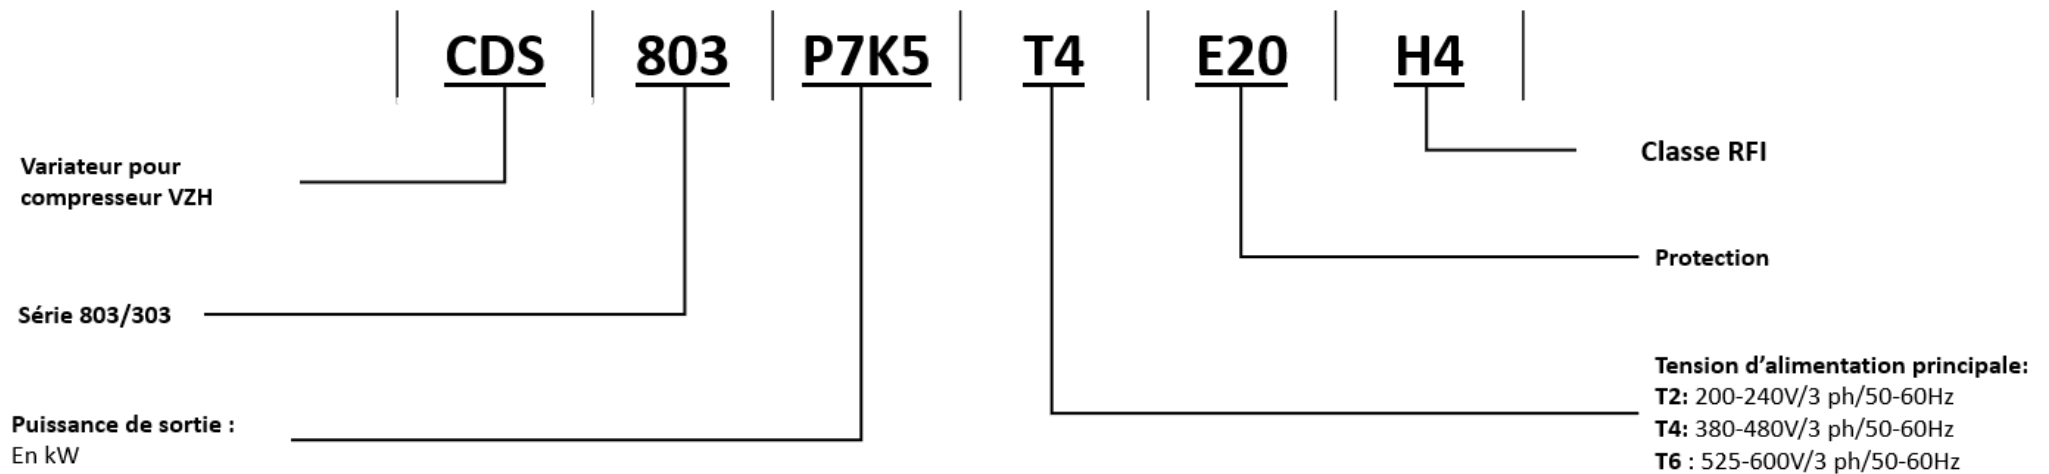 CDS 803 P7K5 T4 E20 H4
Variateur pour
compresseur VZH
Classe RFI
Protection
Série 803/303
Puissance de sortie :
En kW
Tension d’alimentation principale:
T2: 200-240V/3 ph/50-60Hz
T4: 380-480V/3 ph/50-60Hz
T6 : 525-600V/3 ph/50-60Hz